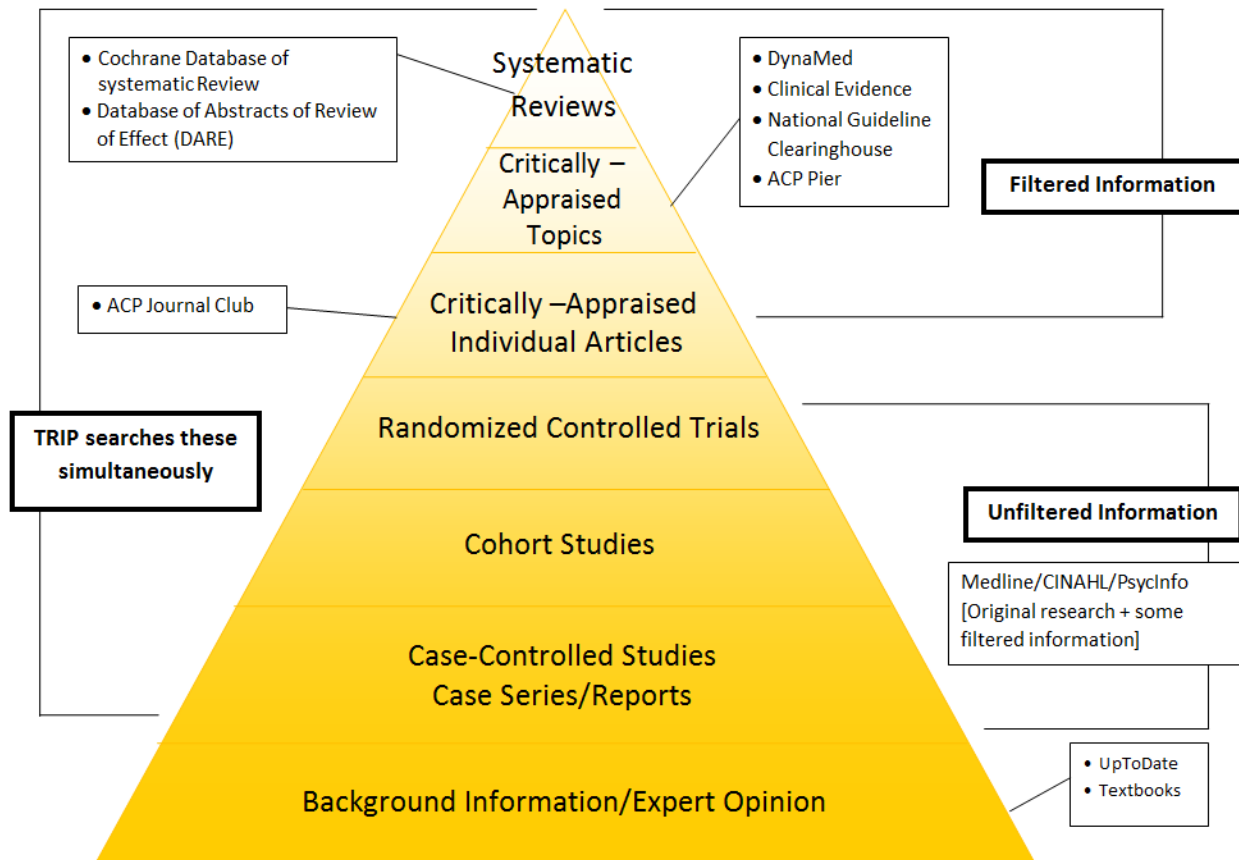 Systematic
Reviews
• Cochrane Database of
systematic Review
• Database of Abstracts of Review
of Effect (DARE)
• DynaMed
• Clinical Evidence
• National Guideline
Clearinghouse
• ACP Pier
Critically –
Appraised
Topics
Filtered Information
• ACP Journal Club
Critically –Appraised
Individual Articles
TRIP searches these
simultaneously
Randomized Controlled Trials
Unfiltered Information
Cohort Studies
Medline/CINAHL/PsycInfo
[Original research + some
filtered information]
Case-Controlled Studies
Case Series/Reports
• UpToDate
• Textbooks
Background Information/Expert Opinion